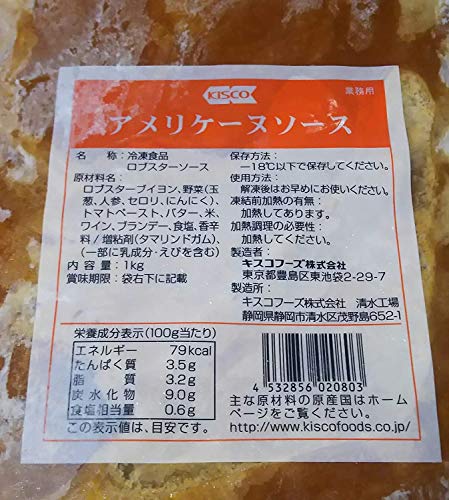 KISCO
業務用
アメリケーヌソース
名　称：冷凍食品
ロブスターソース
原材料名：
ロブスターブイヨン、野菜(玉
葱、人参、セロリ、にんにく)、
トマトペースト、バター、米、
ワイン、ブランデー、食塩、香辛
料/増粘剤(タマリンドガム)、
(一部に乳成分・えびを含む)
内 容 量：1kg
賞味期限：袋右下に記載
保存方法：
－18℃以下で保存してください。
使用方法：
解凍後はお早めにお使いください。
凍結前加熱の有無：
加熱してあります。
加熱調理の必要性：
加熱してください。
製造者：
キスコフーズ株式会社
東京都豊島区東池袋2-29-7
製造所：
キスコフーズ株式会社　清水工場
静岡県静岡市清水区茂野島652-1
栄養成分表示(100g当たり)
エネルギー 79kcal
たんぱく質 3.5g
脂　　　質 3.2g
炭 水 化 物 9.0g
食塩相当量 0.6g
この表示値は、目安です。
4 532856 020803
主な原材料の原産国はホーム
ページをご覧ください。
http://www.kiscofoods.co.jp/